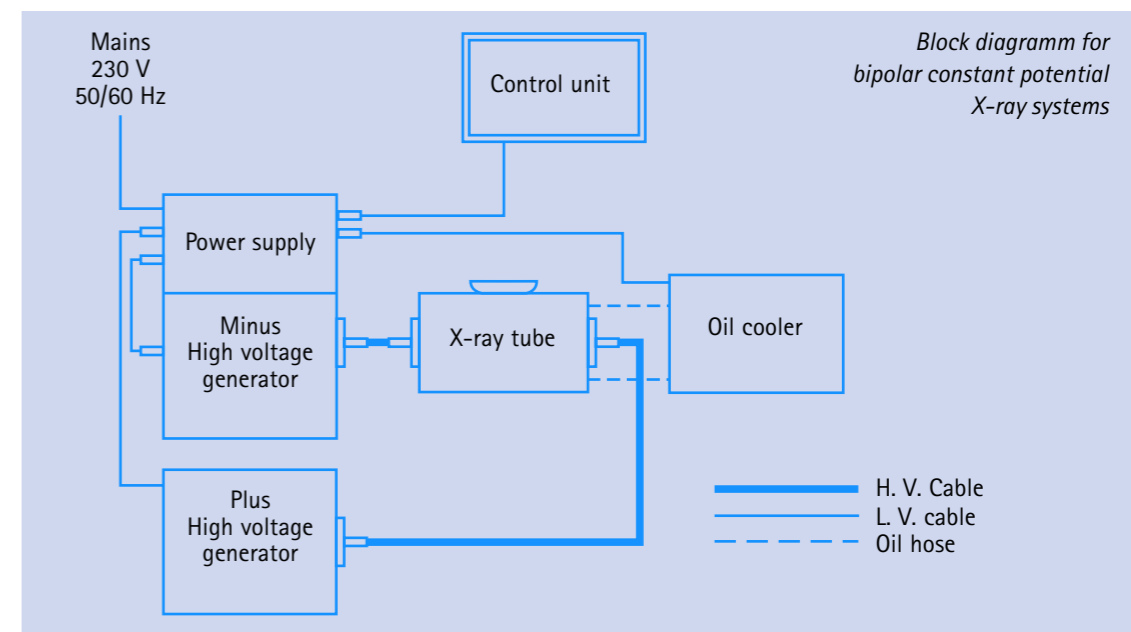 Mains
230 V
50/60 Hz
Control unit
Block diagramm for
bipolar constant potential
X-ray systems
Power supply
Minus
High voltage
generator
X-ray tube
Oil cooler
Plus
High voltage
generator
H. V. Cable
L. V. cable
Oil hose